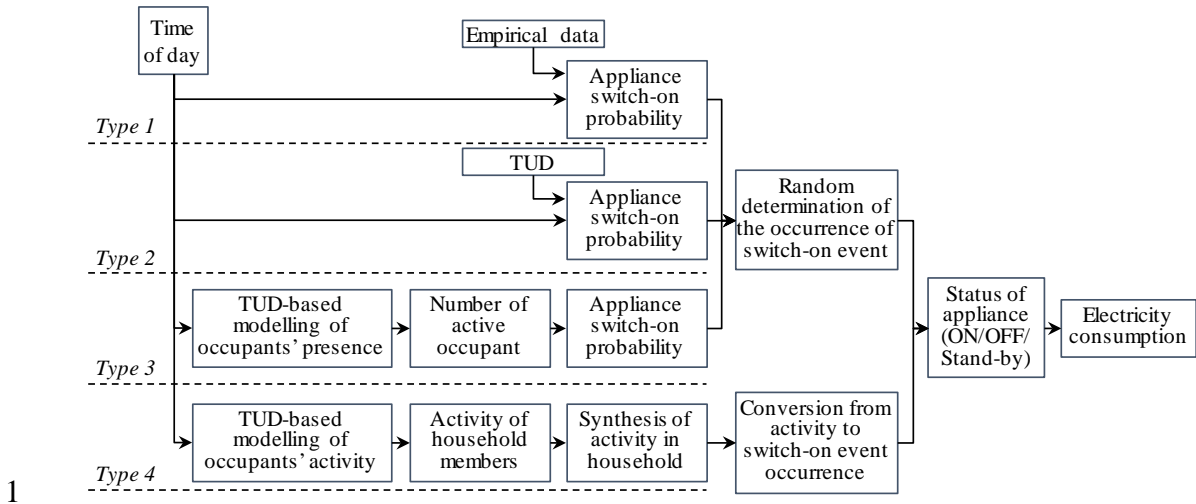 Time
of day
Empirical data
Appliance
switch-on
probability
Type 1
TUD
Appliance
switch-on
probability
Type 2
Random
determination of
the occurrence of
switch-on event
TUD-based
modelling of
occupants' presence
Number of
active
occupant
Appliance
switch-on
probability
Type 3
Status of
appliance
(ON/OFF/
Stand-by)
Electricity
consumption
TUD-based
modelling of
occupants' activity
Activity of
household
members
Synthesis of
activity in
household
Conversion from
activity to
switch-on event
occurrence
Type 4
1